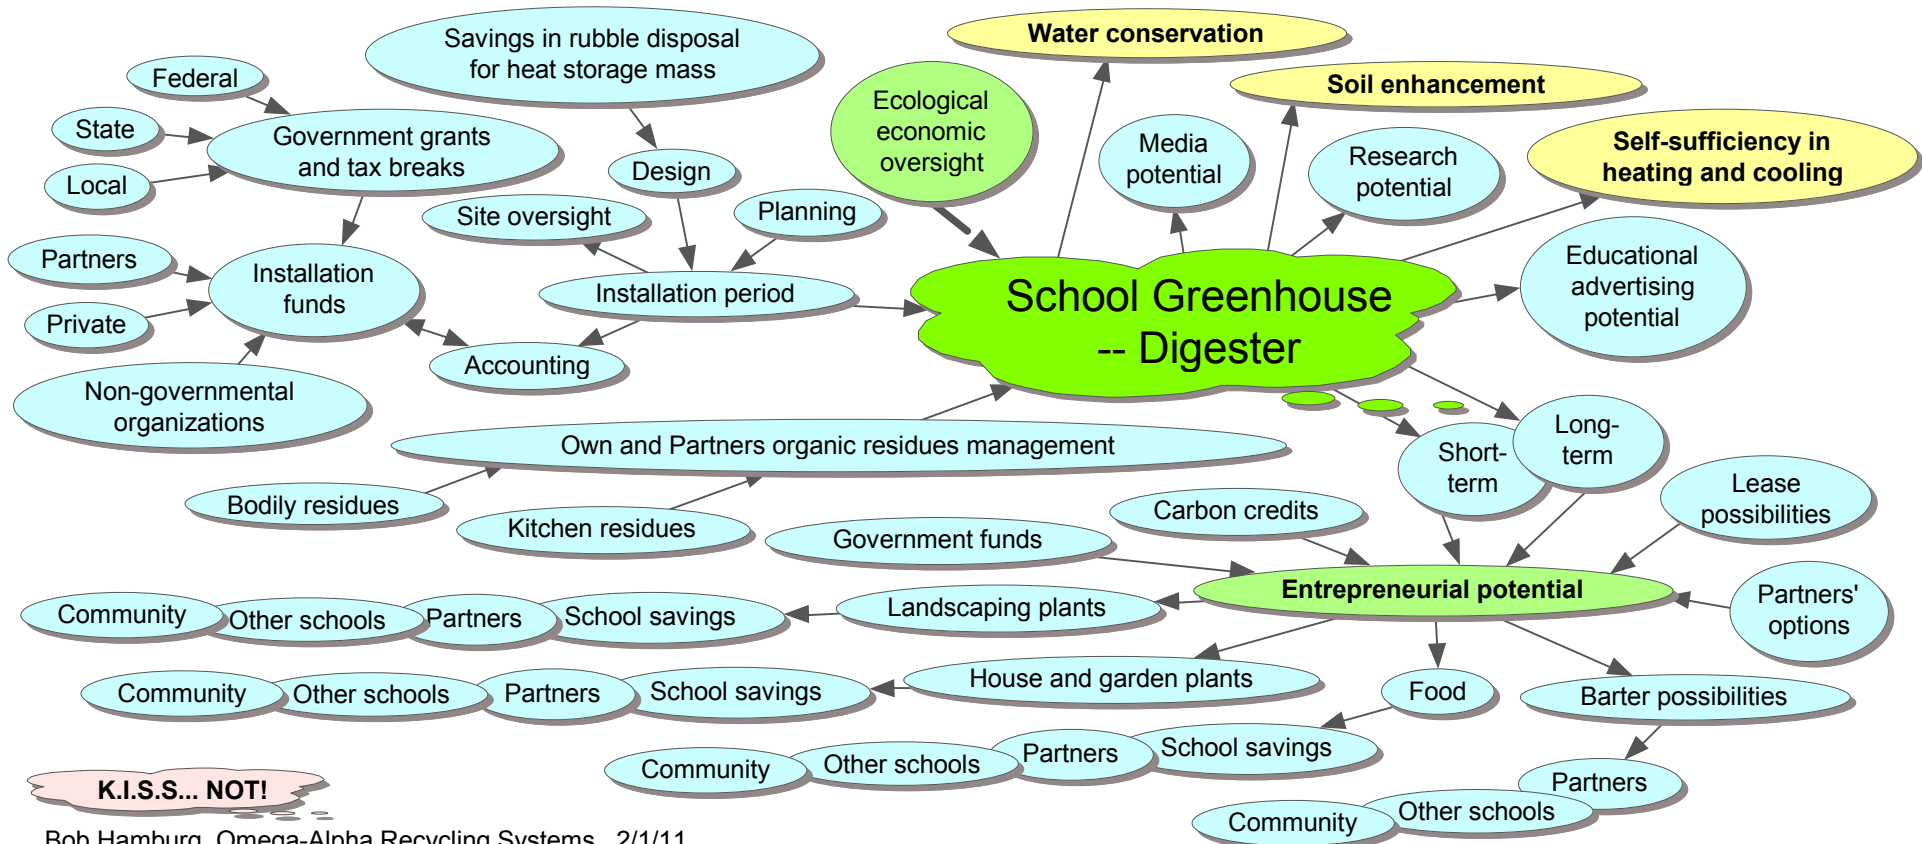 Savings in rubble disposal
for heat storage mass
Water conservation
Federal
Ecological
economic
oversight
Soil enhancement
State
Government grants
and tax breaks
Media
potential
Research
potential
Self-sufficiency in
heating and cooling
Local
Design
Site oversight
Planning
Partners
Installation
funds
Installation period
School Greenhouse
-- Digester
Educational
advertising
potential
Private
Accounting
Non-governmental
organizations
Own and Partners organic residues management
Short-
term
Long-
term
Lease
possibilities
Bodily residues
Kitchen residues
Carbon credits
Government funds
Entrepreneurial potential
Partners'
options
Community
Other schools
Partners
School savings
Landscaping plants
Community
Other schools
Partners
School savings
House and garden plants
Food
Barter possibilities
Community
Other schools
Partners
School savings
Partners
Other schools
Community
K.I.S.S... NOT!
Bob Hamburg Omega-Alpha Recycling Systems 2/1/11